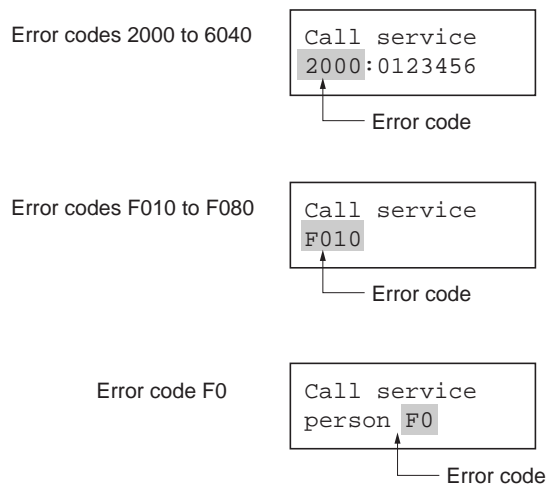 Error codes 2000 to 6040
Call service
2000:0123456
Error code
Error codes F010 to F080
Call service
F010
Error code
Error code F0
Call service
person F0
Error code